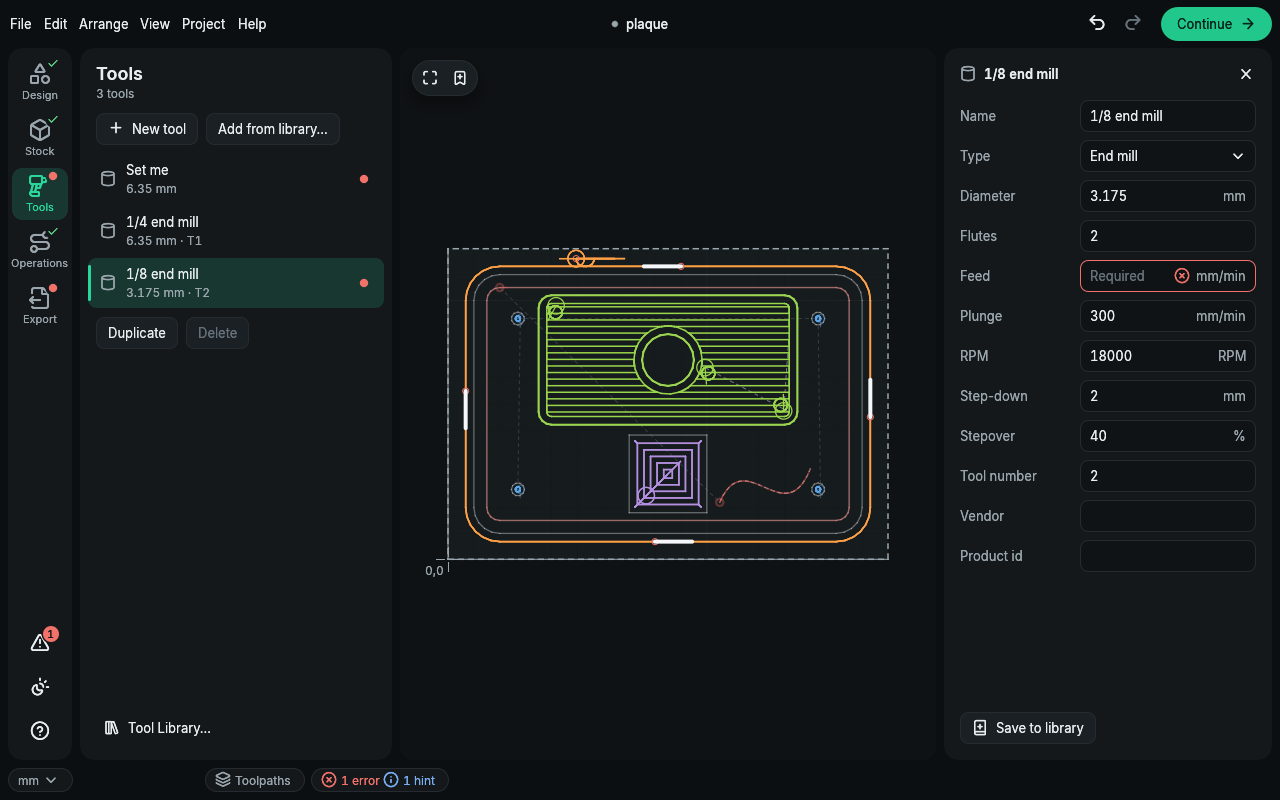 File Edit Arrange View Project Help
plaque
Continue
Design
Stock
Tools
Operations
Export
1
Tools
3 tools
New tool
Add from library...
Set me
6.35 mm
1/4 end mill
6.35 mm · T1
1/8 end mill
3.175 mm · T2
Duplicate
Delete
Tool Library...
0,0
1/8 end mill
Name 1/8 end mill
Type End mill
Diameter 3.175 mm
Flutes 2
Feed Required mm/min
Plunge 300 mm/min
RPM 18000 RPM
Step-down 2 mm
Stepover 40 %
Tool number 2
Vendor
Product id
Save to library
mm
Toolpaths
1 error 1 hint